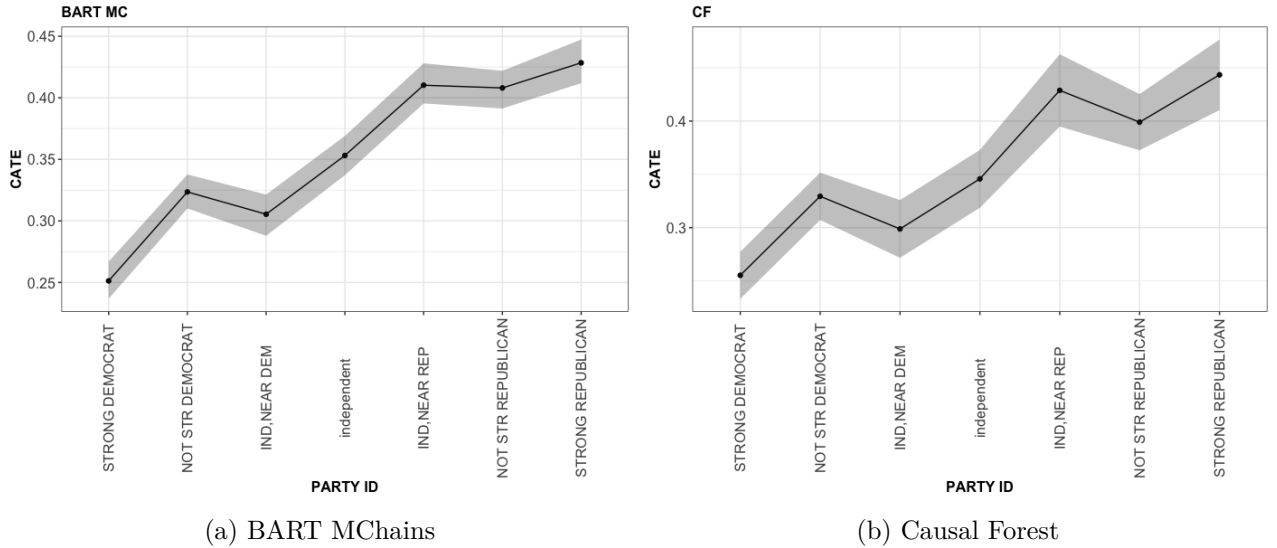 BART MC
CATE
0.45
0.40
0.35
0.30
0.25
STRONG DEMOCRAT
NOT STR DEMOCRAT
IND,NEAR DEM
independent
IND,NEAR REP
NOT STR REPUBLICAN
STRONG REPUBLICAN
PARTY ID
(a) BART MChains
CF
CATE
0.4
0.3
STRONG DEMOCRAT
NOT STR DEMOCRAT
IND,NEAR DEM
independent
IND,NEAR REP
NOT STR REPUBLICAN
STRONG REPUBLICAN
PARTY ID
(b) Causal Forest